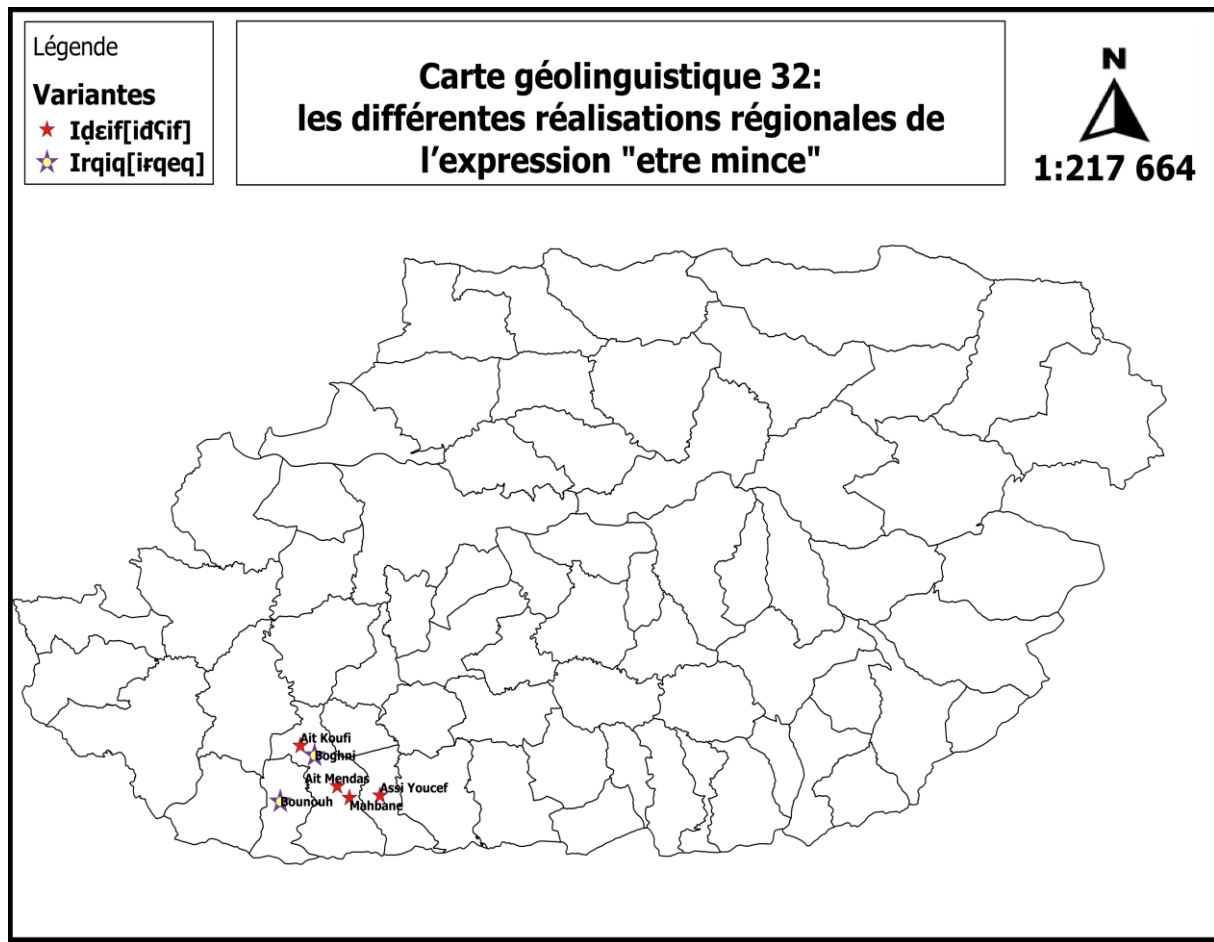 Légende
Variantes
Iḍɛif[iđʕif]
Irqiq[iɍqeq]
Carte géolinguistique 32:
les différentes réalisations régionales de
l'expression "etre mince"
N
1:217 664
Ait Koufi
Boghni
Ait Mendas
Assi Youcef
Bounouh
Mahbane